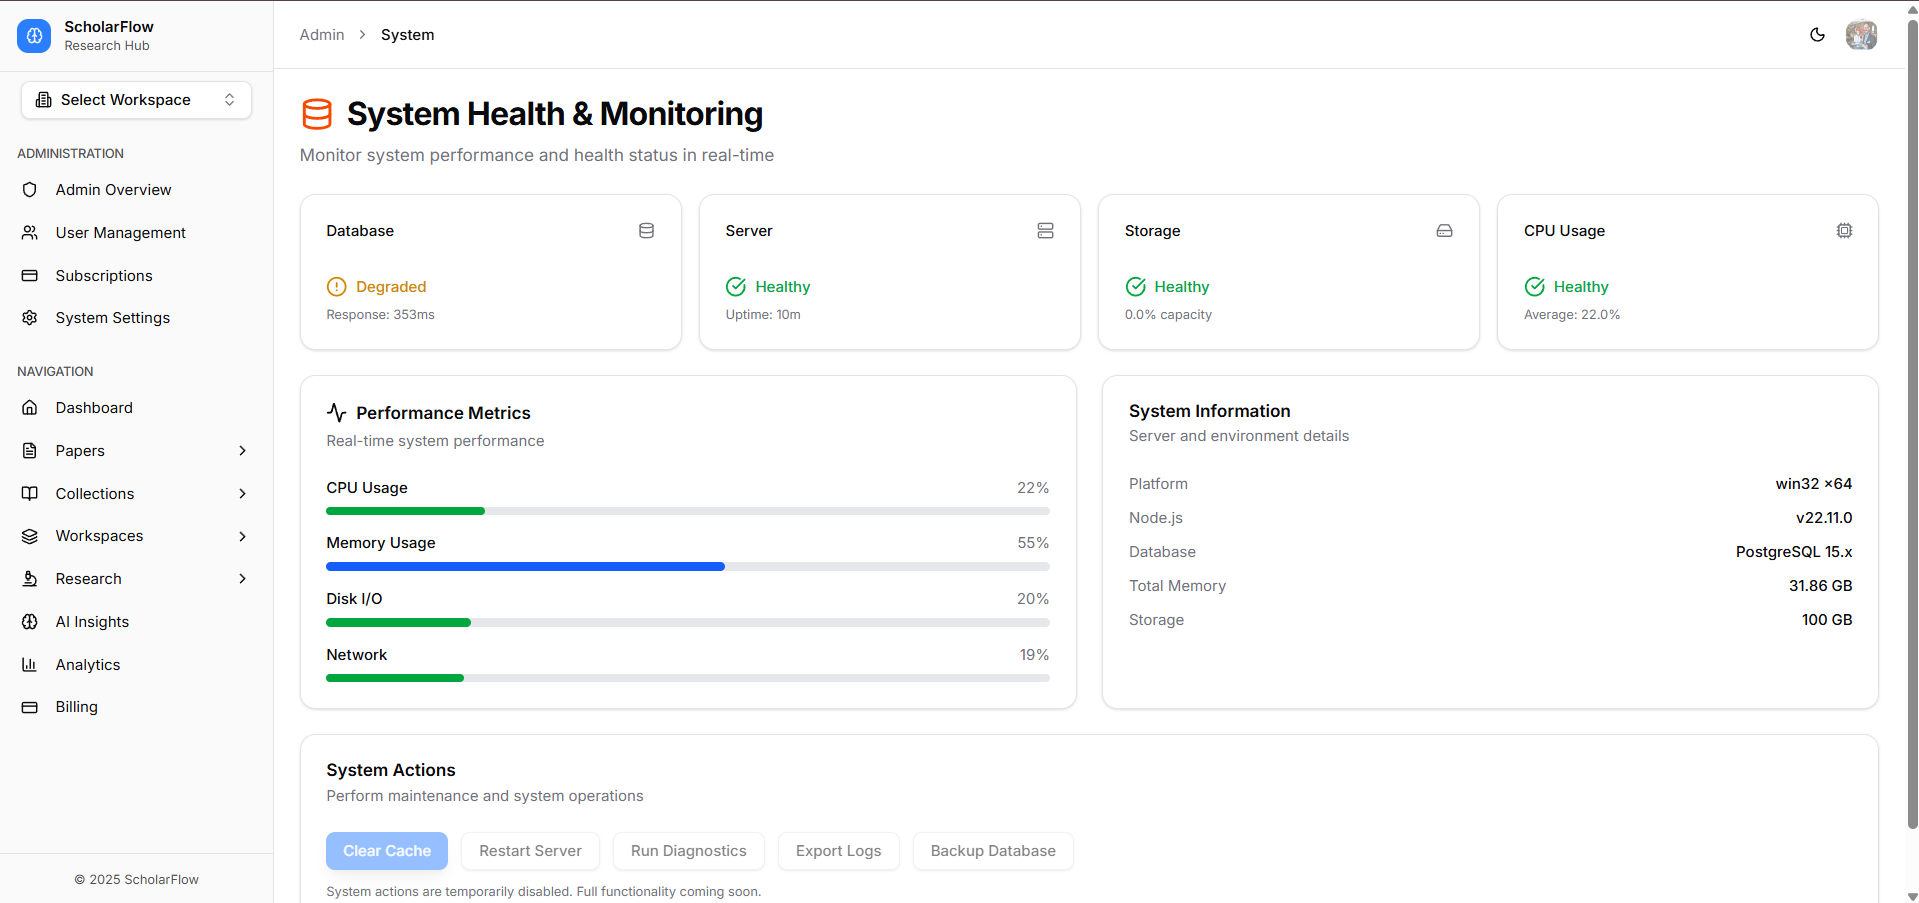 ScholarFlow
Research Hub
Select Workspace
ADMINISTRATION
Admin Overview
User Management
Subscriptions
System Settings
NAVIGATION
Dashboard
Papers
Collections
Workspaces
Research
AI Insights
Analytics
Billing
© 2025 ScholarFlow
Admin > System
System Health & Monitoring
Monitor system performance and health status in real-time
Database
Degraded
Response: 353ms
Server
Healthy
Uptime: 10m
Storage
Healthy
0.0% capacity
CPU Usage
Healthy
Average: 22.0%
Performance Metrics
Real-time system performance
CPU Usage 22%
Memory Usage 55%
Disk I/O 20%
Network 19%
System Information
Server and environment details
Platform win32 ×64
Node.js v22.11.0
Database PostgreSQL 15.x
Total Memory 31.86 GB
Storage 100 GB
System Actions
Perform maintenance and system operations
Clear Cache Restart Server Run Diagnostics Export Logs Backup Database
System actions are temporarily disabled. Full functionality coming soon.